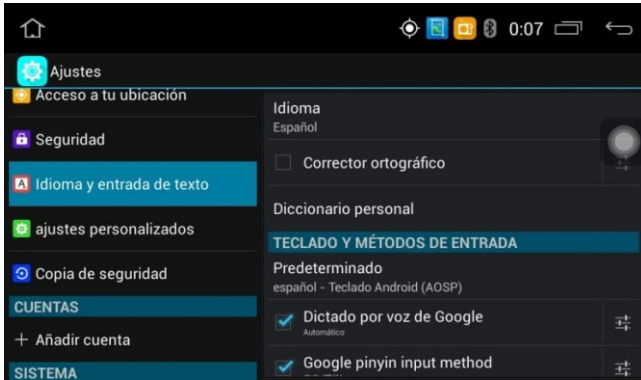 0:07
Ajustes
Acceso a tu ubicación
Seguridad
Idioma y entrada de texto
ajustes personalizados
Copia de seguridad
CUENTAS
+ Añadir cuenta
SISTEMA
Idioma
Español
Corrector ortográfico
Diccionario personal
TECLADO Y MÉTODOS DE ENTRADA
Predeterminado
español - Teclado Android (AOSP)
Dictado por voz de Google
Automático
Google pinyin input method